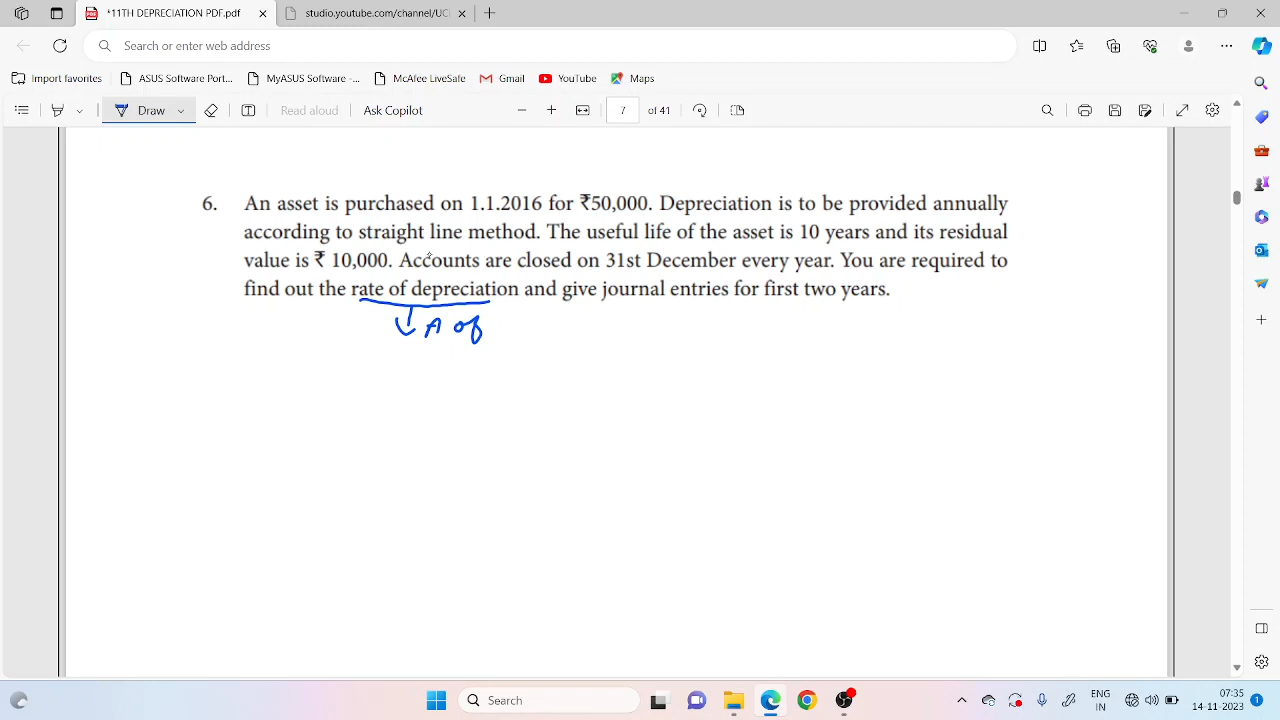 *11TH DEPRECIATION PDF.pdf
studio.youtube.com/channel/UCl
Search or enter web address
Import favorites
ASUS Software Port...
MyASUS Software -...
McAfee LiveSafe
Gmail
YouTube
Maps
Draw
Read aloud
Ask Copilot
7 of 41
6. An asset is purchased on 1.1.2016 for ₹50,000. Depreciation is to be provided annually
according to straight line method. The useful life of the asset is 10 years and its residual
value is ₹ 10,000. Accounts are closed on 31st December every year. You are required to
find out the rate of depreciation and give journal entries for first two years.
A of
Search
ENG
IN
07:35
14-11-2023
1